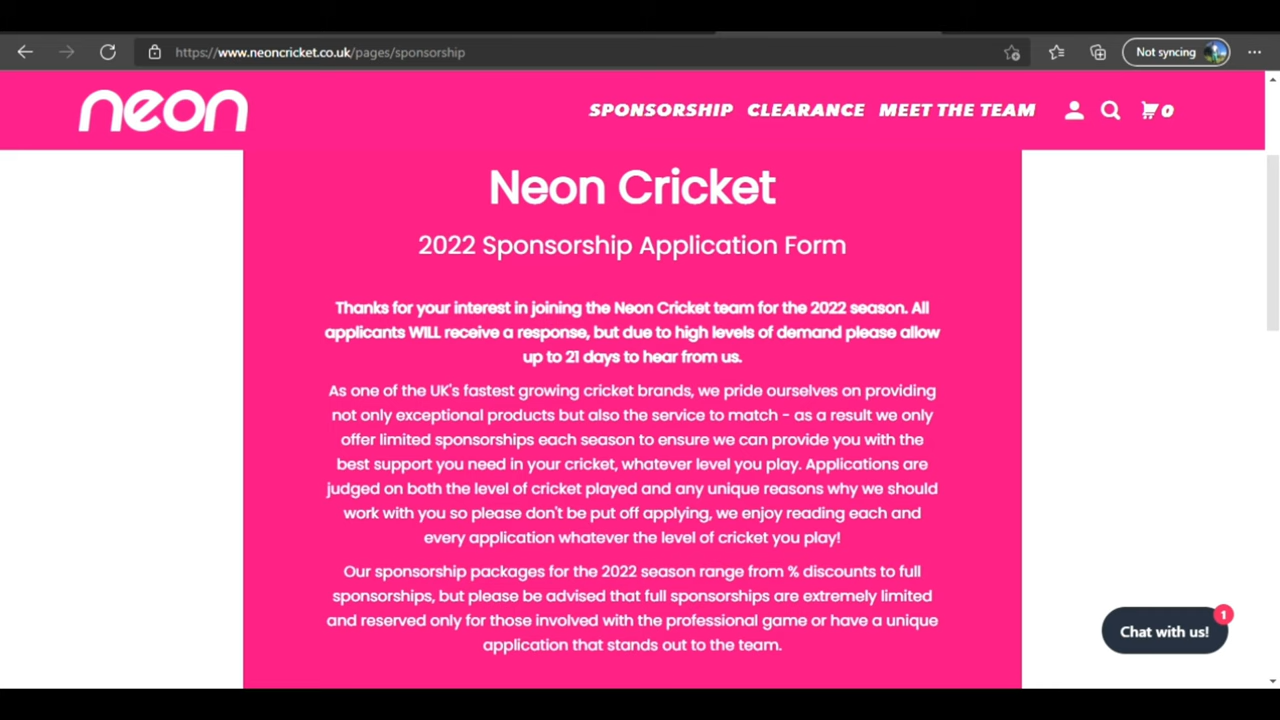 https://www.neoncricket.co.uk/pages/sponsorship
Not syncing
neon
SPONSORSHIP CLEARANCE MEET THE TEAM
0
Neon Cricket
2022 Sponsorship Application Form
Thanks for your interest in joining the Neon Cricket team for the 2022 season. All
applicants WILL receive a response, but due to high levels of demand please allow
up to 21 days to hear from us.
As one of the UK's fastest growing cricket brands, we pride ourselves on providing
not only exceptional products but also the service to match - as a result we only
offer limited sponsorships each season to ensure we can provide you with the
best support you need in your cricket, whatever level you play. Applications are
judged on both the level of cricket played and any unique reasons why we should
work with you so please don't be put off applying, we enjoy reading each and
every application whatever the level of cricket you play!
Our sponsorship packages for the 2022 season range from % discounts to full
sponsorships, but please be advised that full sponsorships are extremely limited
and reserved only for those involved with the professional game or have a unique
application that stands out to the team.
1
Chat with us!